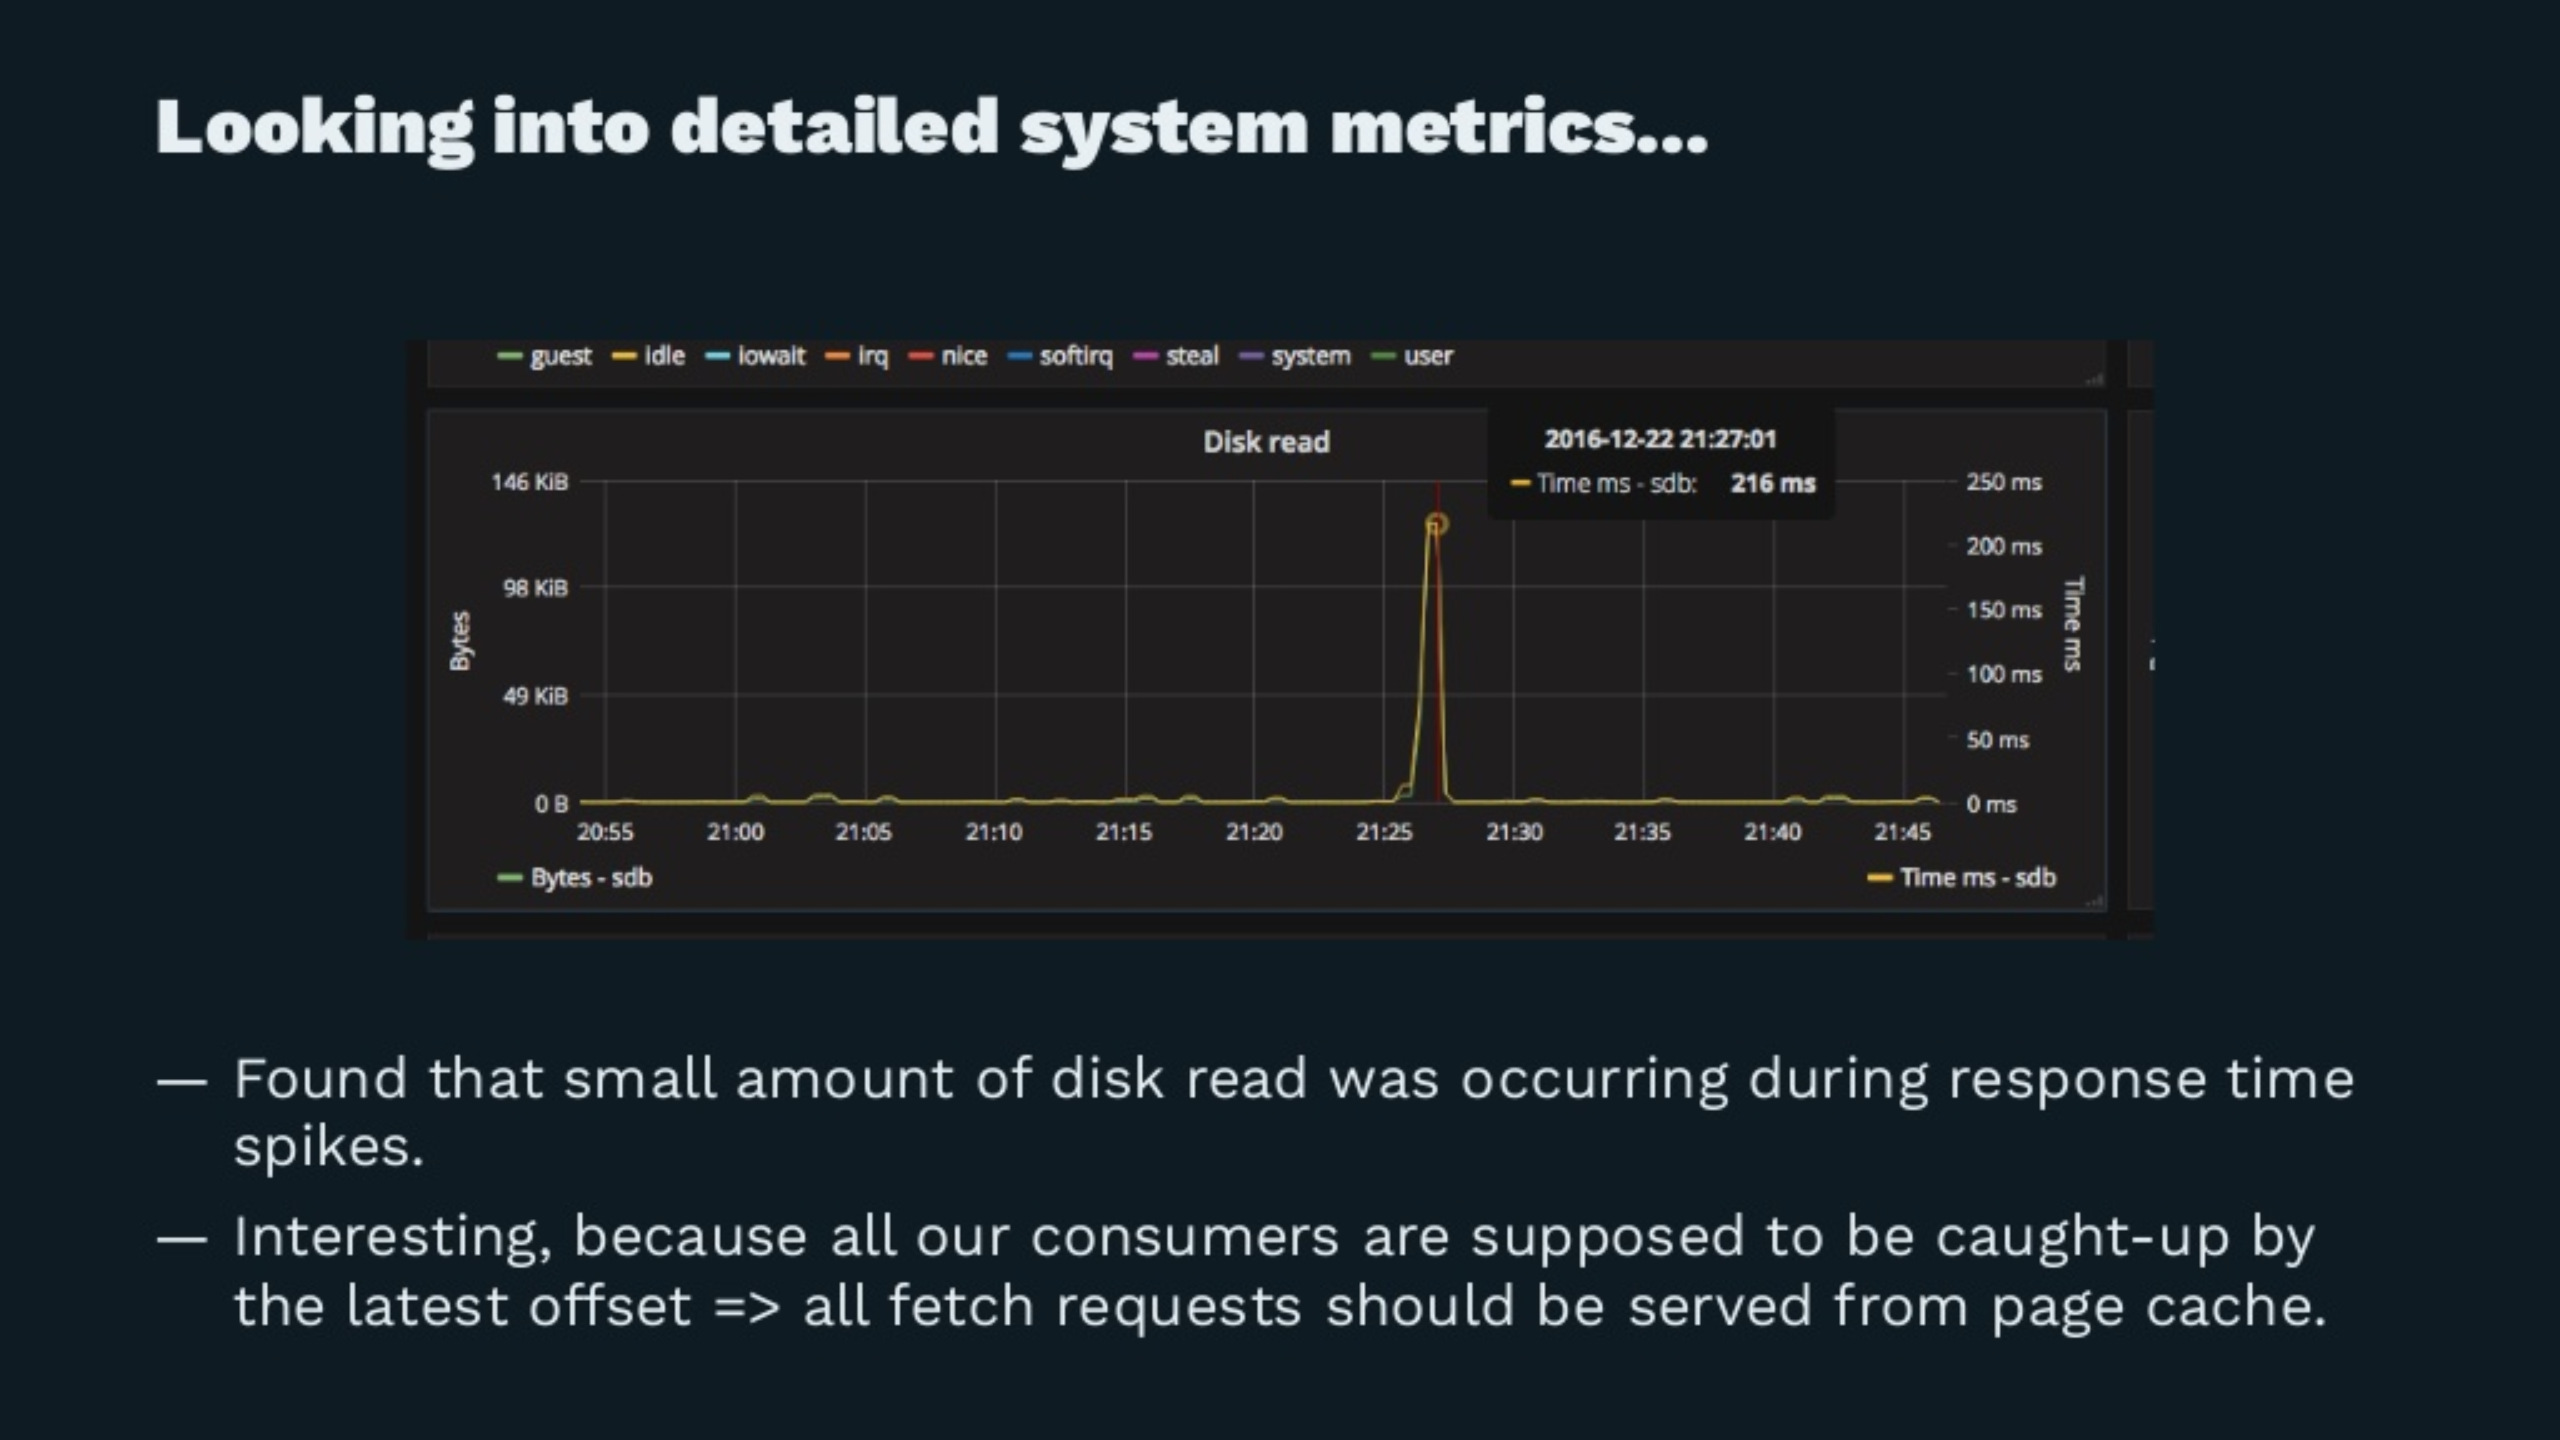 Looking into detailed system metrics...
guest idle iowait irq nice softirq steal system user
Disk read
2016-12-22 21:27:01
Time ms - sdb: 216 ms
146 KiB
98 KiB
49 KiB
0 B
Bytes
250 ms
200 ms
150 ms
100 ms
50 ms
0 ms
Time ms
20:55 21:00 21:05 21:10 21:15 21:20 21:25 21:30 21:35 21:40 21:45
Bytes - sdb
Time ms - sdb
— Found that small amount of disk read was occurring during response time
spikes.
— Interesting, because all our consumers are supposed to be caught-up by
the latest offset => all fetch requests should be served from page cache.